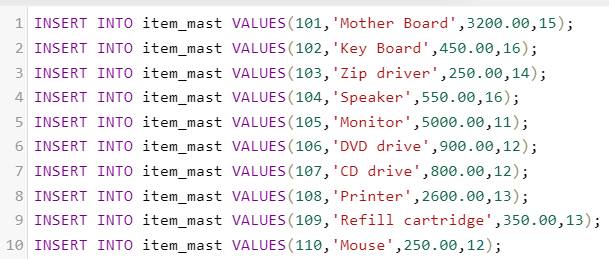 1 INSERT INTO item_mast VALUES(101,'Mother Board',3200.00,15);
2 INSERT INTO item_mast VALUES(102,'Key Board',450.00,16);
3 INSERT INTO item_mast VALUES(103,'Zip driver',250.00,14);
4 INSERT INTO item_mast VALUES(104,'Speaker',550.00,16);
5 INSERT INTO item_mast VALUES(105,'Monitor',5000.00,11);
6 INSERT INTO item_mast VALUES(106,'DVD drive',900.00,12);
7 INSERT INTO item_mast VALUES(107,'CD drive',800.00,12);
8 INSERT INTO item_mast VALUES(108,'Printer',2600.00,13);
9 INSERT INTO item_mast VALUES(109,'Refill cartridge',350.00,13);
10 INSERT INTO item_mast VALUES(110,'Mouse',250.00,12);